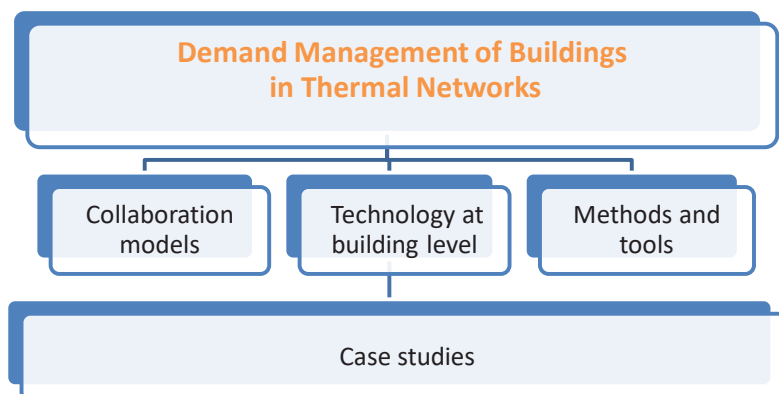 Demand Management of Buildings
in Thermal Networks
Collaboration
models
Technology at
building level
Methods and
tools
Case studies